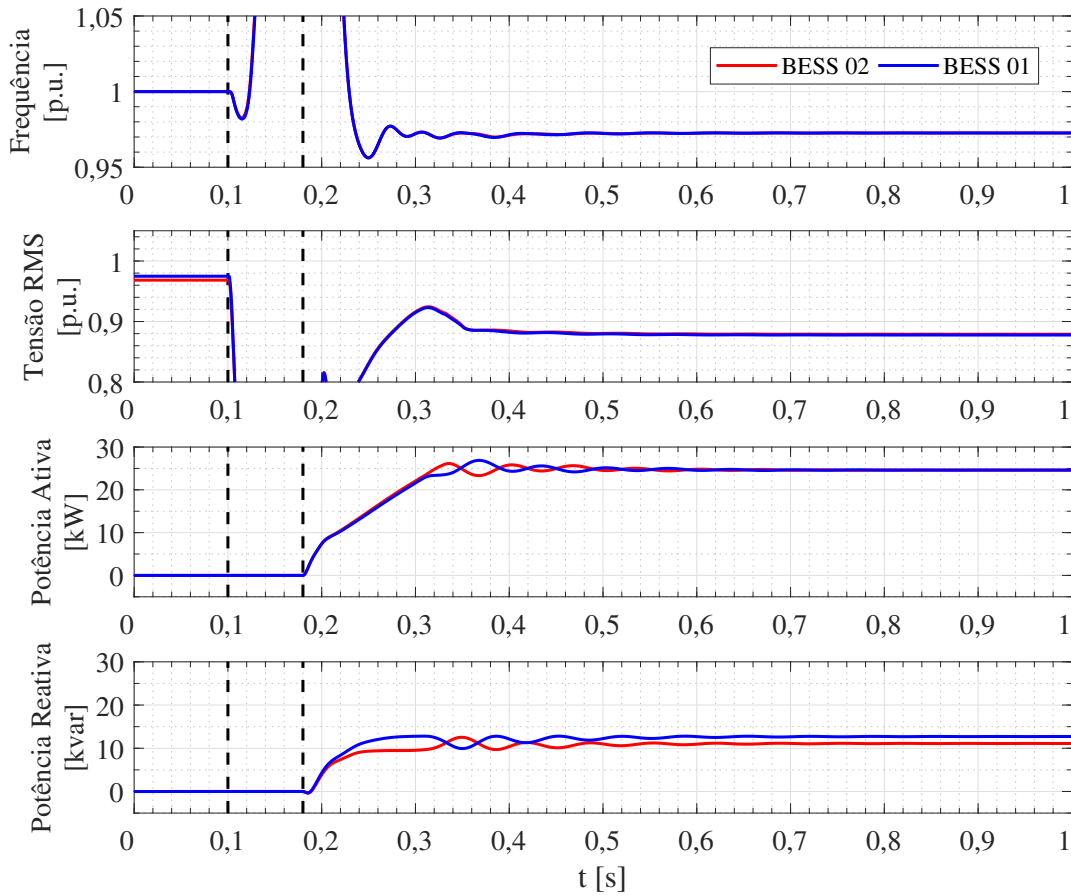 1,05
1
0,95
Frequência
[p.u.]
BESS 02 BESS 01
0 0,1 0,2 0,3 0,4 0,5 0,6 0,7 0,8 0,9 1
1
0,9
0,8
Tensão RMS
[p.u.]
0 0,1 0,2 0,3 0,4 0,5 0,6 0,7 0,8 0,9 1
30
20
10
0
Potência Ativa
[kW]
0 0,1 0,2 0,3 0,4 0,5 0,6 0,7 0,8 0,9 1
30
20
10
0
Potência Reativa
[kvar]
0 0,1 0,2 0,3 0,4 0,5 0,6 0,7 0,8 0,9 1
t [s]